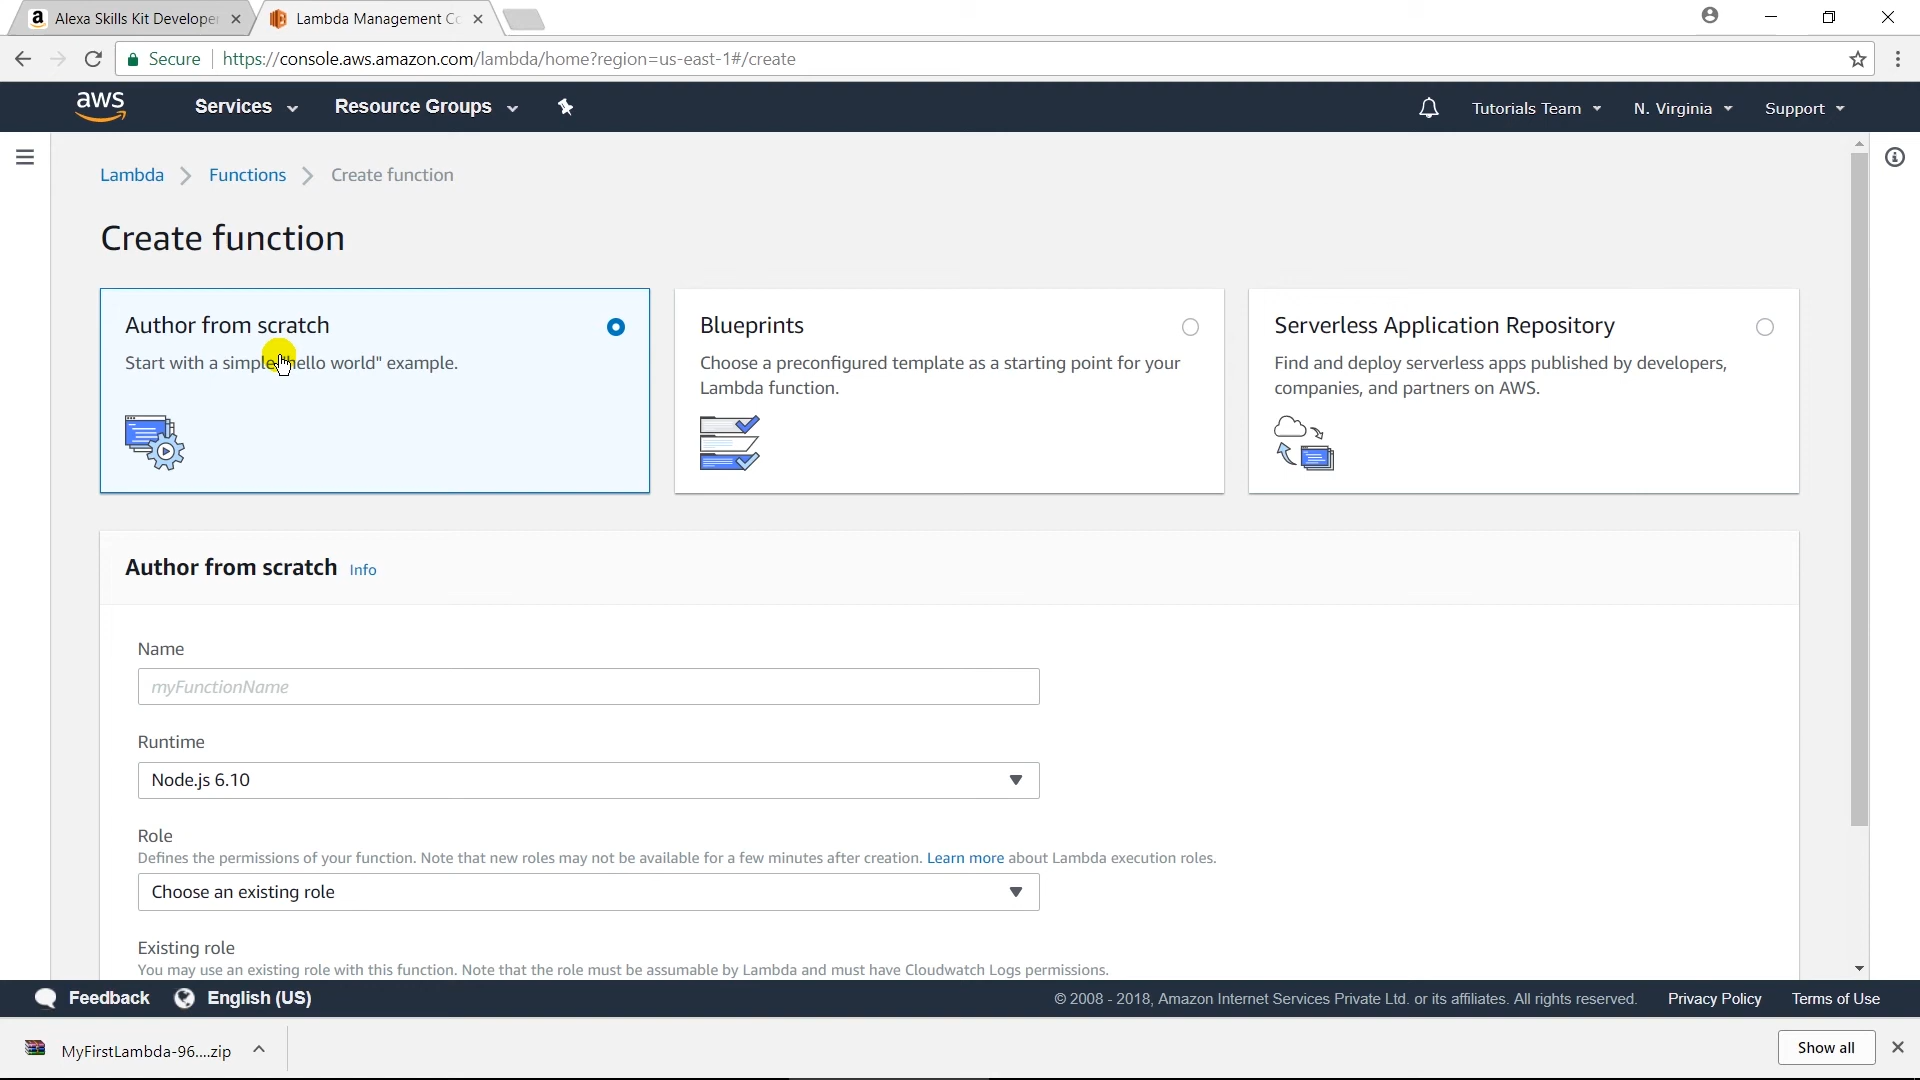 Alexa Skills Kit Develope
Lambda Management Co
Secure https://console.aws.amazon.com/lambda/home?region=us-east-1#/create
aws Services Resource Groups Tutorials Team N. Virginia Support
Lambda Functions Create function
Create function
Author from scratch
Start with a simple "hello world" example.
Blueprints
Choose a preconfigured template as a starting point for your
Lambda function.
Serverless Application Repository
Find and deploy serverless apps published by developers,
companies, and partners on AWS.
Author from scratch Info
Name
myFunctionName
Runtime
Node.js 6.10
Role
Defines the permissions of your function. Note that new roles may not be available for a few minutes after creation. Learn more about Lambda execution roles.
Choose an existing role
Existing role
You may use an existing role with this function. Note that the role must be assumable by Lambda and must have Cloudwatch Logs permissions.
Feedback English (US) © 2008 - 2018, Amazon Internet Services Private Ltd. or its affiliates. All rights reserved. Privacy Policy Terms of Use
MyFirstLambda-96....zip Show all